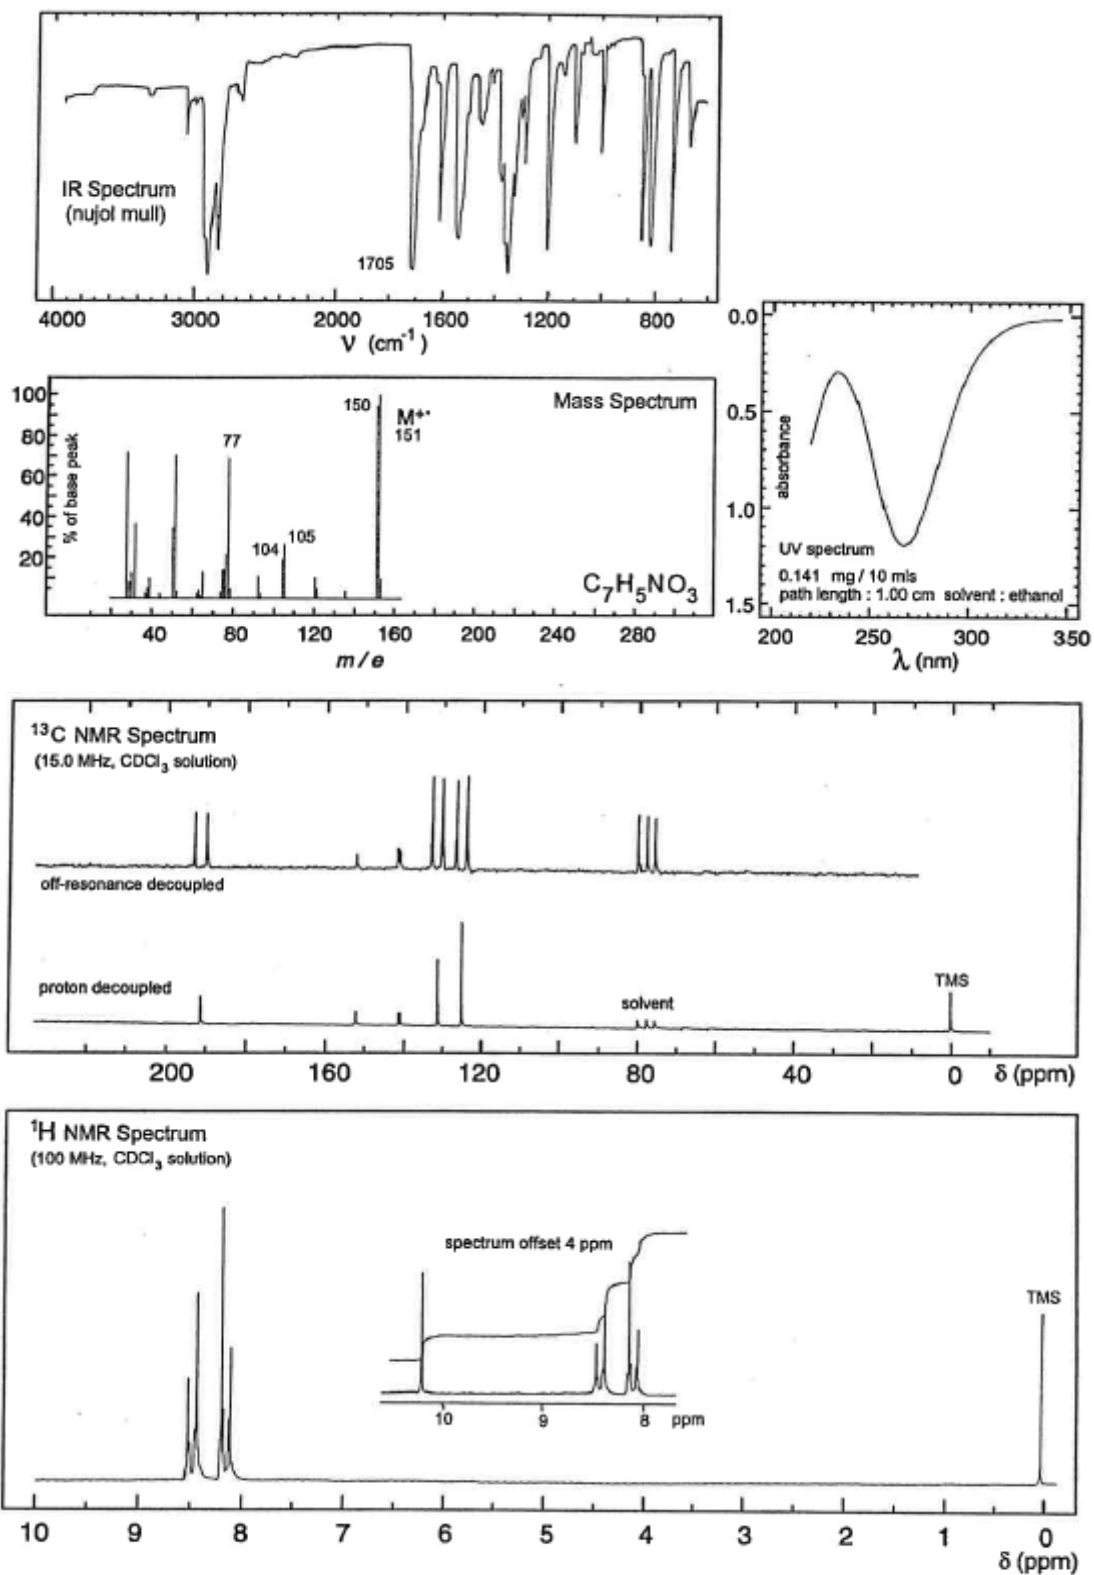 IR Spectrum
(nujol mull)
1705
4000 3000 2000 1600 1200 800
ν (cm-1)
100
80
60
40
20
% of base peak
77
104
105
150
M+·
151
Mass Spectrum
C7H5NO3
40 80 120 160 200 240 280
m/e
0.0
0.5
1.0
1.5
absorbance
UV spectrum
0.141 mg / 10 mls
path length : 1.00 cm solvent : ethanol
200 250 300 350
λ (nm)
13C NMR Spectrum
(15.0 MHz, CDCl3 solution)
off-resonance decoupled
proton decoupled
solvent
TMS
200 160 120 80 40 0 δ (ppm)
1H NMR Spectrum
(100 MHz, CDCl3 solution)
spectrum offset 4 ppm
10 9 8 ppm
TMS
10 9 8 7 6 5 4 3 2 1 0
δ (ppm)